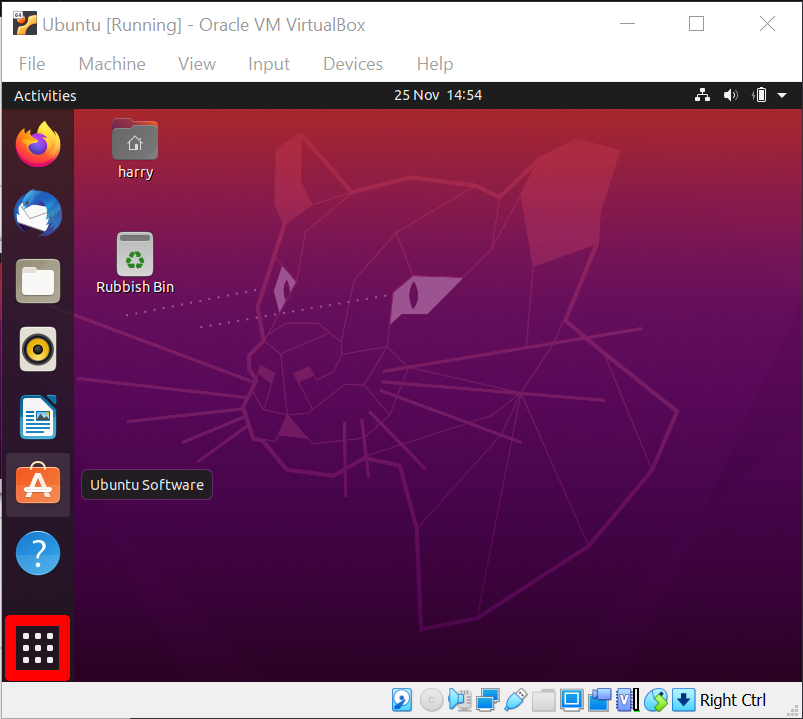 Ubuntu [Running] - Oracle VM VirtualBox
File Machine View Input Devices Help
Activities
25 Nov 14:54
harry
Rubbish Bin
Ubuntu Software
?
Right Ctrl